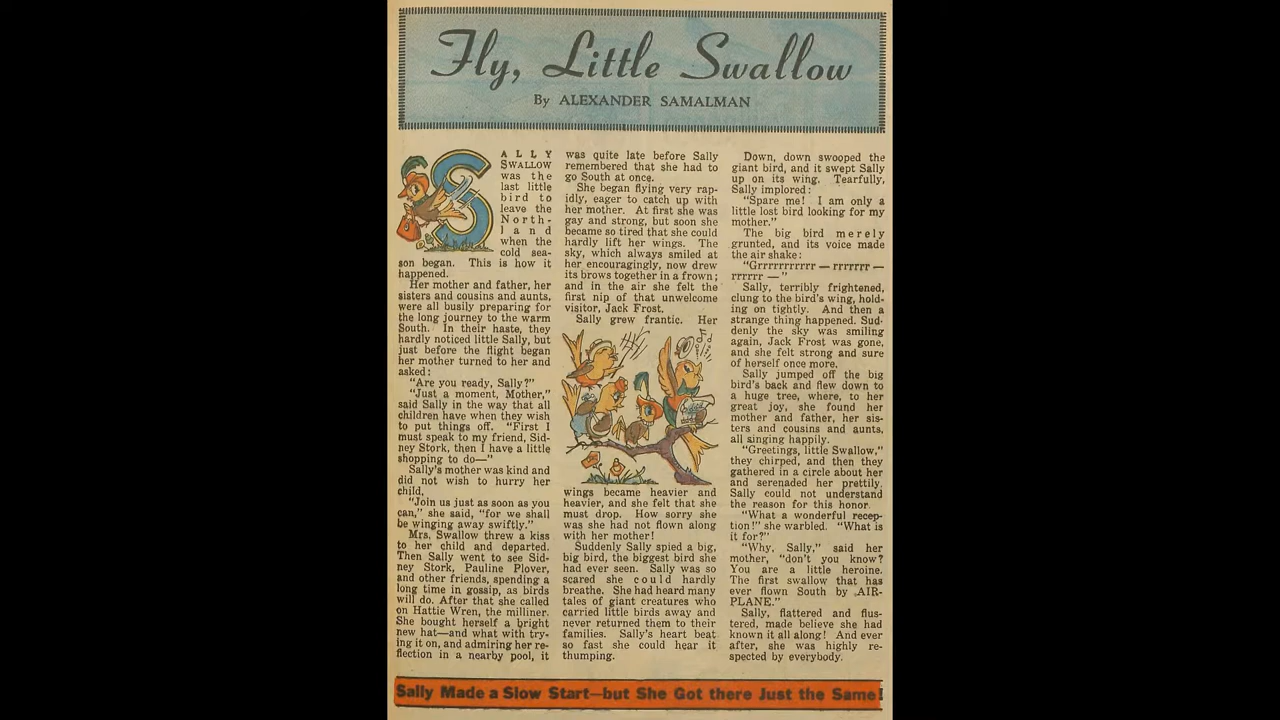 Fly, Little Swallow
By ALEXANDER SAMALMAN
SALLY
SWALLOW
was the
last little
bird to
leave the
North-
land
when the
cold sea-
son began. This is how it
happened.
Her mother and father, her
sisters and cousins and aunts,
were all busily preparing for
the long journey to the warm
South. In their haste, they
hardly noticed little Sally, but
just before the flight began
her mother turned to her and
asked:
"Are you ready, Sally?"
"Just a moment, Mother,"
said Sally in the way that all
children have when they wish
to put things off. "First I
must speak to my friend, Sid-
ney Stork, then I have a little
shopping to do—"
Sally's mother was kind and
did not wish to hurry her
child,
"Join us just as soon as you
can," she said, "for we shall
be winging away swiftly."
Mrs. Swallow threw a kiss
to her child and departed.
Then Sally went to see Sid-
ney Stork, Pauline Plover,
and other friends, spending a
long time in gossip, as birds
will do. After that she called
on Hattie Wren, the milliner.
She bought herself a bright
new hat—and what with try-
ing it on, and admiring her re-
flection in a nearby pool, it
was quite late before Sally
remembered that she had to
go South at once.
She began flying very rap-
idly, eager to catch up with
her mother. At first she was
gay and strong, but soon she
became so tired that she could
hardly lift her wings. The
sky, which always smiled at
her encouragingly, now drew
its brows together in a frown;
and in the air she felt the
first nip of that unwelcome
visitor, Jack Frost.
Sally grew frantic. Her
wings became heavier and
heavier, and she felt that she
must drop. How sorry she
was she had not flown along
with her mother!
Suddenly Sally spied a big,
big bird, the biggest bird she
had ever seen. Sally was so
scared she could hardly
breathe. She had heard many
tales of giant creatures who
carried little birds away and
never returned them to their
families. Sally's heart beat
so fast she could hear it
thumping.
Down, down swooped the
giant bird, and it swept Sally
up on its wing. Tearfully,
Sally implored:
"Spare me! I am only a
little lost bird looking for my
mother."
The big bird merely
grunted, and its voice made
the air shake:
"Grrrrrrrrrrr — rrrrrrr —
rrrrrr —"
Sally, terribly frightened,
clung to the bird's wing, hold-
ing on tightly. And then a
strange thing happened. Sud-
denly the sky was smiling
again, Jack Frost was gone,
and she felt strong and sure
of herself once more.
Sally jumped off the big
bird's back and flew down to
a huge tree, where, to her
great joy, she found her
mother and father, her sis-
ters and cousins and aunts,
all singing happily.
"Greetings, little Swallow,"
they chirped, and then they
gathered in a circle about her
and serenaded her prettily.
Sally could not understand
the reason for this honor.
"What a wonderful recep-
tion!" she warbled. "What is
it for?"
"Why, Sally," said her
mother, "don't you know?
You are a little heroine.
The first swallow that has
ever flown South by AIR-
PLANE."
Sally, flattered and flus-
tered, made believe she had
known it all along! And ever
after, she was highly re-
spected by everybody.
Sally Made a Slow Start—but She Got there Just the Same!